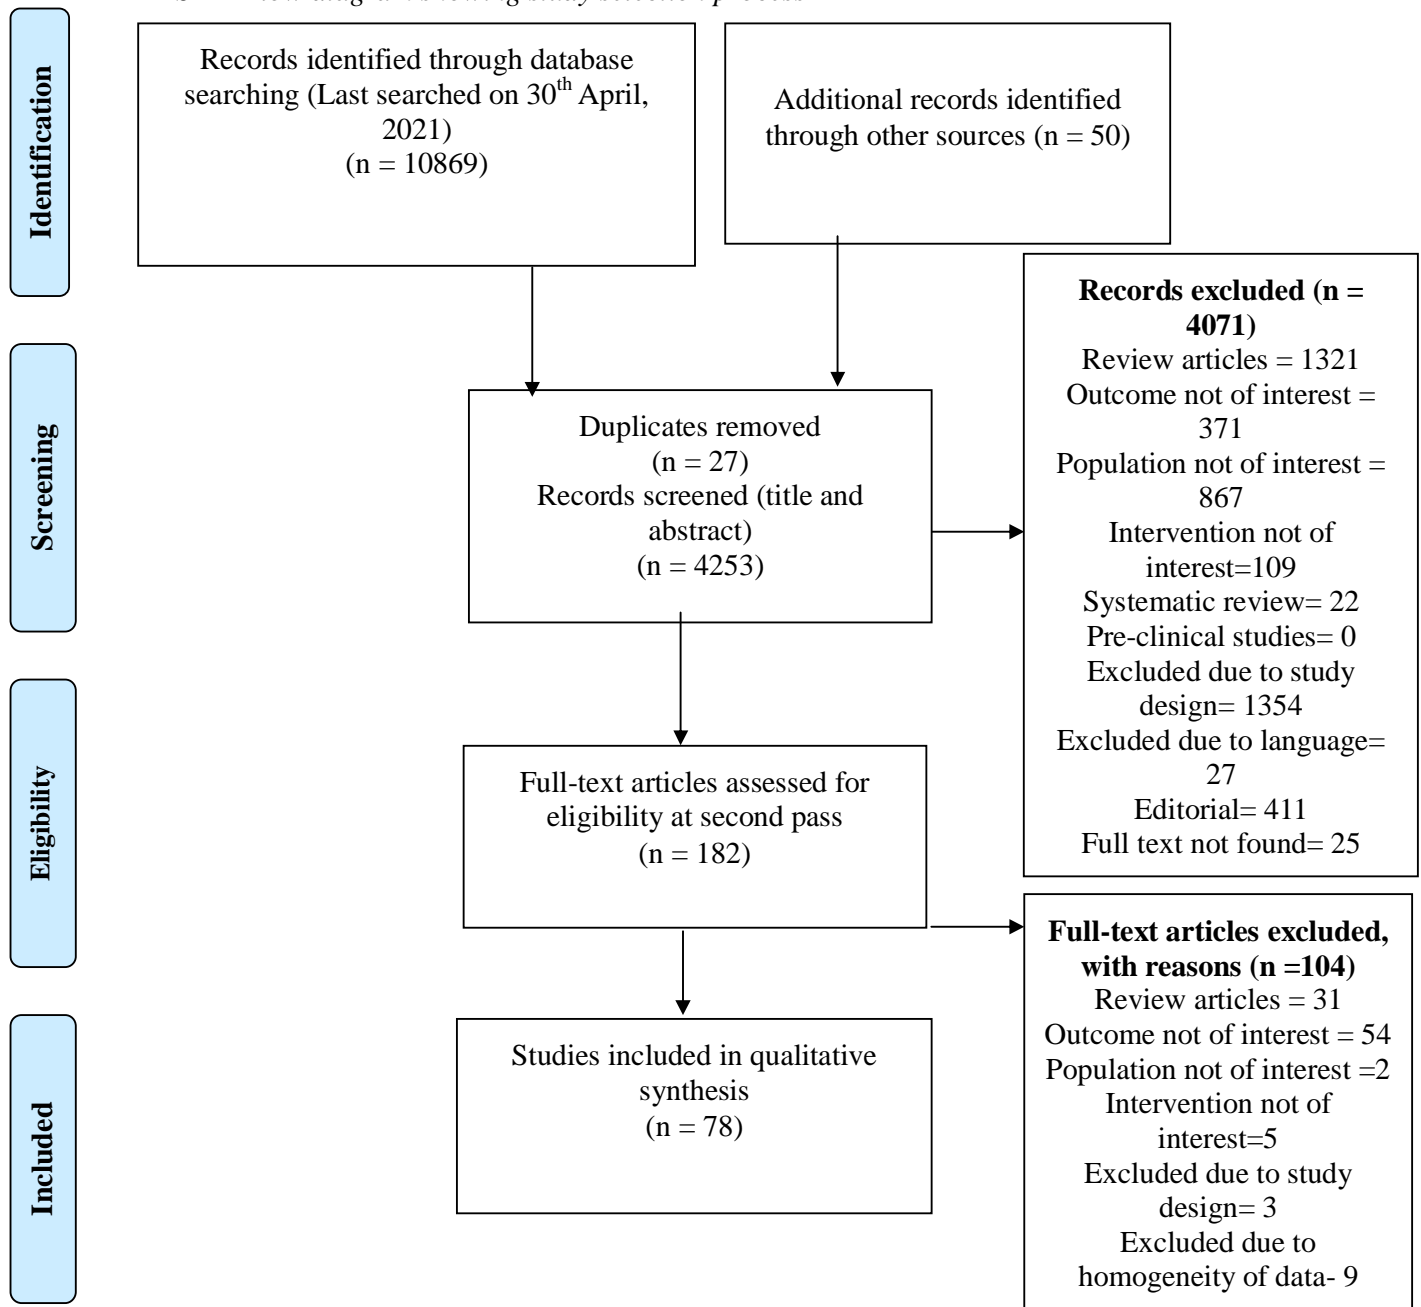 Identification
Records identified through database
searching (Last searched on 30th April,
2021)
(n = 10869)
Additional records identified
through other sources (n = 50)
Screening
Duplicates removed
(n = 27)
Records screened (title and
abstract)
(n = 4253)
Records excluded (n =
4071)
Review articles = 1321
Outcome not of interest =
371
Population not of interest =
867
Intervention not of
interest=109
Systematic review= 22
Pre-clinical studies= 0
Excluded due to study
design= 1354
Excluded due to language=
27
Editorial= 411
Full text not found= 25
Eligibility
Full-text articles assessed for
eligibility at second pass
(n = 182)
Full-text articles excluded,
with reasons (n =104)
Review articles = 31
Outcome not of interest = 54
Population not of interest =2
Intervention not of
interest=5
Excluded due to study
design= 3
Excluded due to
homogeneity of data- 9
Included
Studies included in qualitative
synthesis
(n = 78)